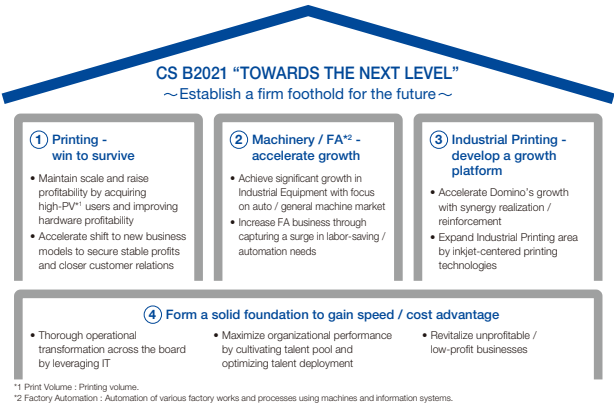 CS B2021 “TOWARDS THE NEXT LEVEL”
～Establish a firm foothold for the future～
① Printing -
win to survive
• Maintain scale and raise
profitability by acquiring
high-PV*1 users and improving
hardware profitability
• Accelerate shift to new business
models to secure stable profits
and closer customer relations
② Machinery / FA*2 -
accelerate growth
• Achieve significant growth in
Industrial Equipment with focus
on auto / general machine market
• Increase FA business through
capturing a surge in labor-saving /
automation needs
③ Industrial Printing -
develop a growth
platform
• Accelerate Domino's growth
with synergy realization /
reinforcement
• Expand Industrial Printing area
by inkjet-centered printing
technologies
④ Form a solid foundation to gain speed / cost advantage
• Thorough operational
transformation across the board
by leveraging IT
• Maximize organizational performance
by cultivating talent pool and
optimizing talent deployment
• Revitalize unprofitable /
low-profit businesses
*1 Print Volume : Printing volume.
*2 Factory Automation : Automation of various factory works and processes using machines and information systems.